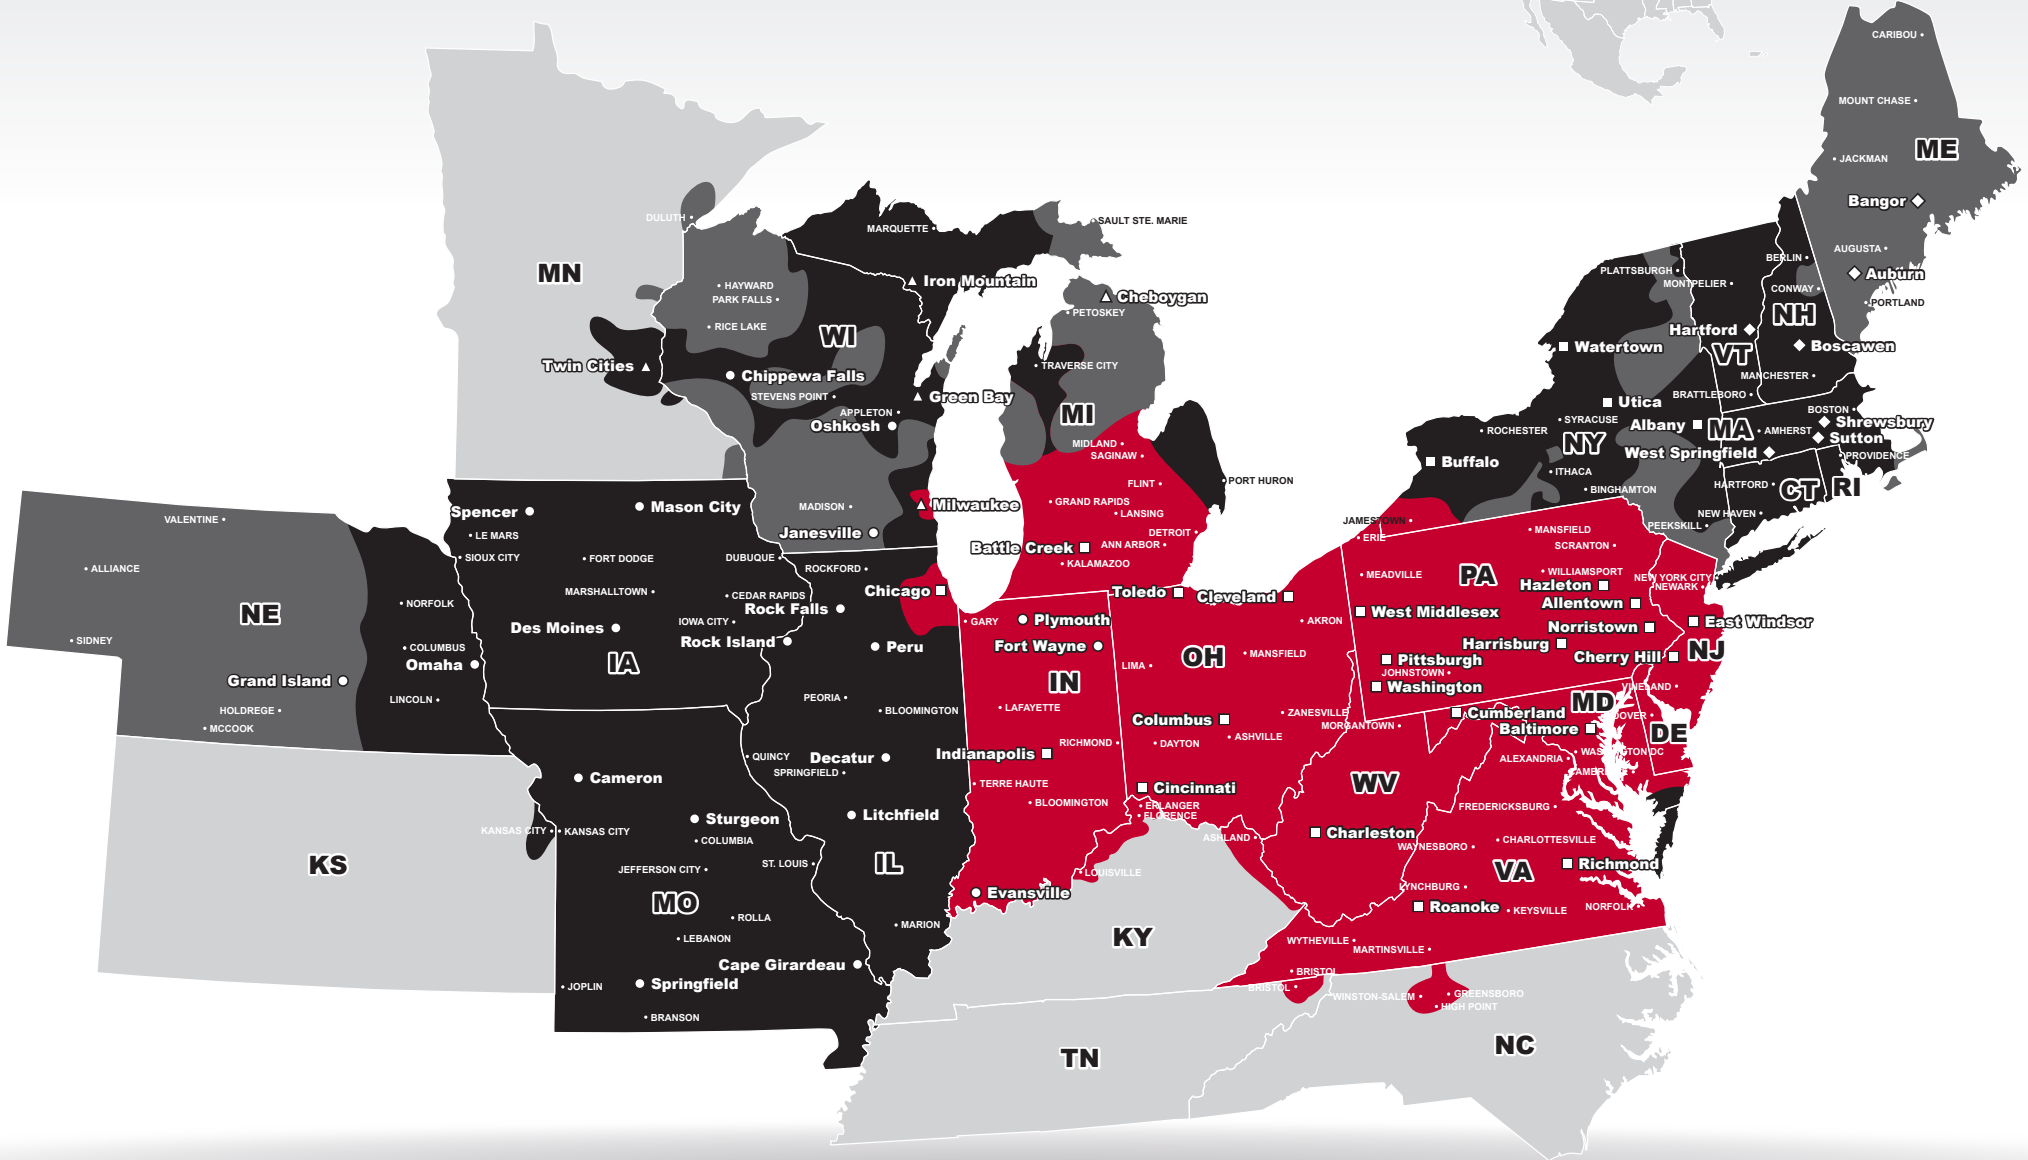 CARIBOU
MOUNT CHASE
ME
JACKMAN
Bangor
AUGUSTA
Auburn
PORTLAND
DULUTH
MN
HAYWARD
PARK FALLS
RICE LAKE
WI
Twin Cities
Chippewa Falls
STEVENS POINT
APPLETON
Oshkosh
Green Bay
MADISON
Milwaukee
Janesville
MARQUETTE
SAULT STE. MARIE
Iron Mountain
Cheboygan
PETOSKEY
TRAVERSE CITY
MI
MIDLAND
SAGINAW
FLINT
PORT HURON
GRAND RAPIDS
LANSING
DETROIT
Battle Creek
ANN ARBOR
KALAMAZOO
PLATTSBURGH
MONTPELIER
BERLIN
CONWAY
NH
Hartford
VT
Boscawen
MANCHESTER
BRATTLEBORO
Watertown
Utica
SYRACUSE
Albany
ROCHESTER
NY
Buffalo
ITHACA
BINGHAMTON
JAMESTOWN
PEEKSKILL
NEW YORK CITY
BOSTON
Shrewsbury
MA
AMHERST
Sutton
West Springfield
PROVIDENCE
HARTFORD
CT
RI
NEW HAVEN
VALENTINE
ALLIANCE
NE
NORFOLK
SIDNEY
COLUMBUS
Omaha
Grand Island
LINCOLN
HOLDREGE
MCCOOK
Spencer
Mason City
LE MARS
SIOUX CITY
FORT DODGE
DUBUQUE
MARSHALLTOWN
CEDAR RAPIDS
Des Moines
IOWA CITY
IA
ROCKFORD
Chicago
Rock Falls
Rock Island
Peru
PEORIA
BLOOMINGTON
QUINCY
Decatur
SPRINGFIELD
Litchfield
IL
MARION
GARY
Plymouth
Fort Wayne
IN
LAFAYETTE
RICHMOND
Indianapolis
TERRE HAUTE
BLOOMINGTON
Evansville
Toledo
Cleveland
AKRON
LIMA
OH
MANSFIELD
Columbus
ZANESVILLE
DAYTON
ASHVILLE
Cincinnati
ERLANGER
FLORENCE
ASHLAND
LOUISVILLE
KY
ERIE
MANSFIELD
SCRANTON
MEADVILLE
PA
WILLIAMSPORT
Hazleton
NEWARK
Allentown
West Middlesex
Norristown
East Windsor
Harrisburg
Cherry Hill
NJ
Pittsburgh
JOHNSTOWN
Washington
VINELAND
MD
Cumberland
DOVER
Baltimore
DE
MORGANTOWN
WASHINGTON DC
ALEXANDRIA
CAMBRIDGE
WV
FREDERICKSBURG
Charleston
CHARLOTTESVILLE
WAYNESBORO
Richmond
VA
LYNCHBURG
Roanoke
KEYSVILLE
NORFOLK
WYTHEVILLE
MARTINSVILLE
BRISTOL
BRISTOL
WINSTON-SALEM
GREENSBORO
HIGH POINT
NC
TN
KS
KANSAS CITY
KANSAS CITY
Cameron
Sturgeon
COLUMBIA
ST. LOUIS
JEFFERSON CITY
MO
ROLLA
LEBANON
Cape Girardeau
Springfield
JOPLIN
BRANSON